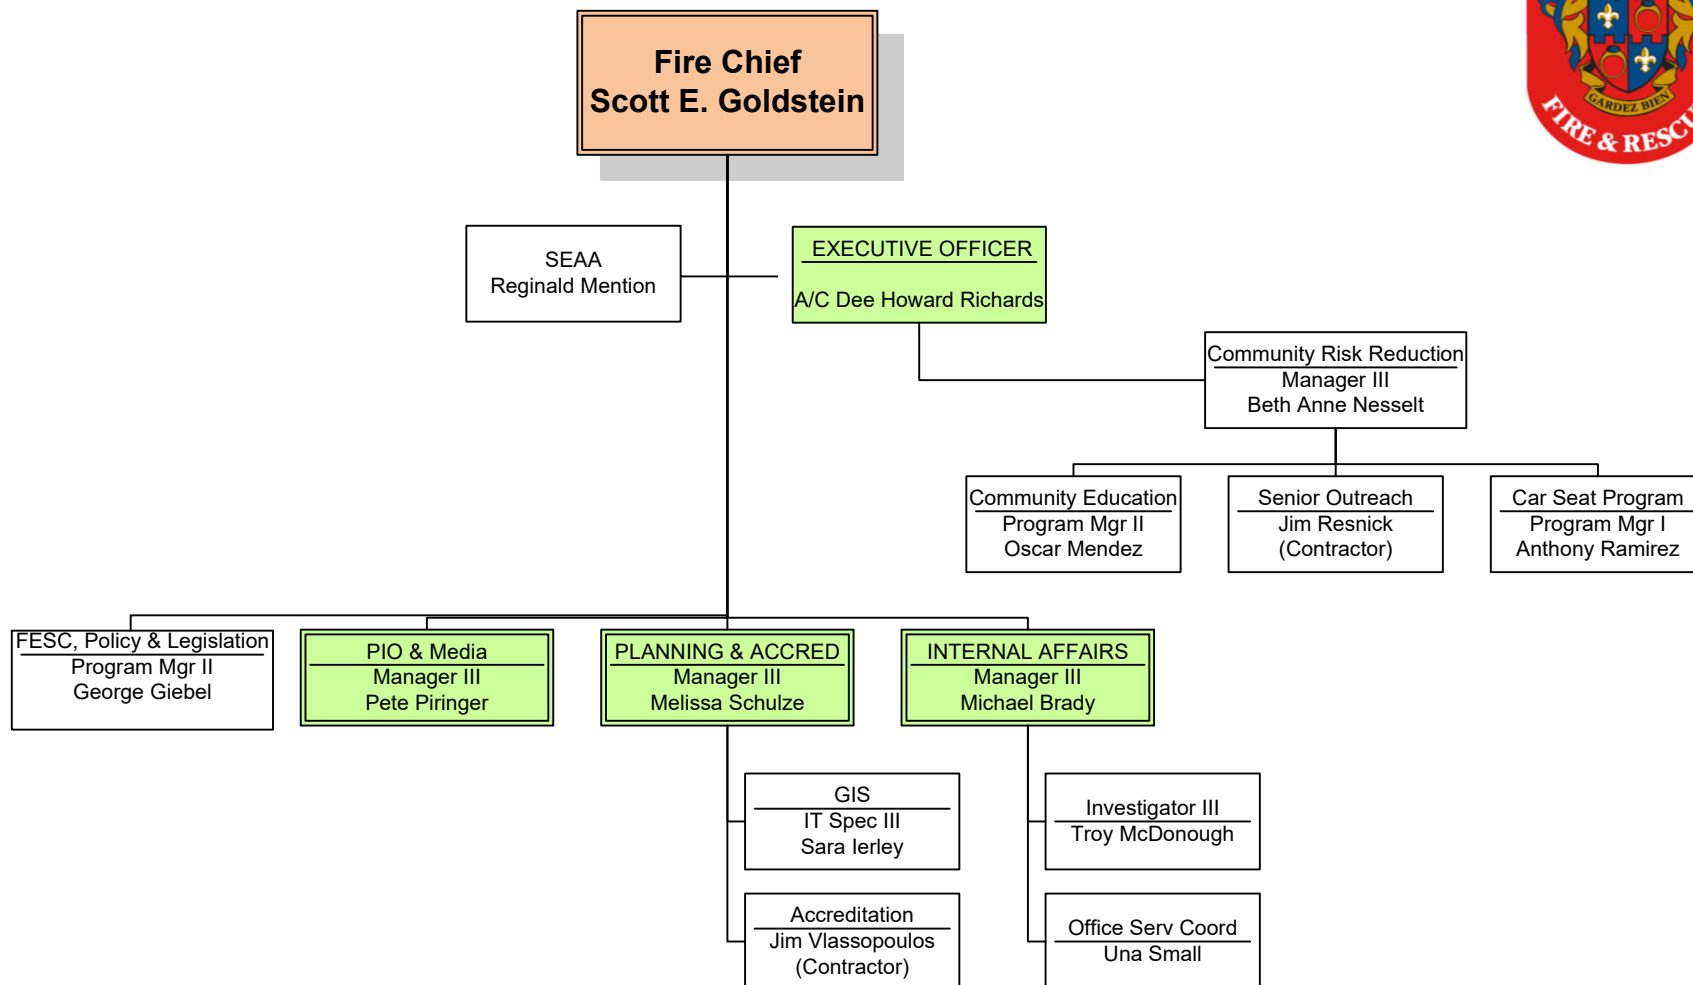 Fire Chief
Scott E. Goldstein
GARDEZ BIEN
FIRE & RESCU
SEAA
Reginald Mention
EXECUTIVE OFFICER
A/C Dee Howard Richards
Community Risk Reduction
Manager III
Beth Anne Nesselt
Community Education
Program Mgr II
Oscar Mendez
Senior Outreach
Jim Resnick
(Contractor)
Car Seat Program
Program Mgr I
Anthony Ramirez
FESC, Policy & Legislation
Program Mgr II
George Giebel
PIO & Media
Manager III
Pete Piringer
PLANNING & ACCRED
Manager III
Melissa Schulze
INTERNAL AFFAIRS
Manager III
Michael Brady
GIS
IT Spec III
Sara Ierley
Investigator III
Troy McDonough
Accreditation
Jim Vlassopoulos
(Contractor)
Office Serv Coord
Una Small